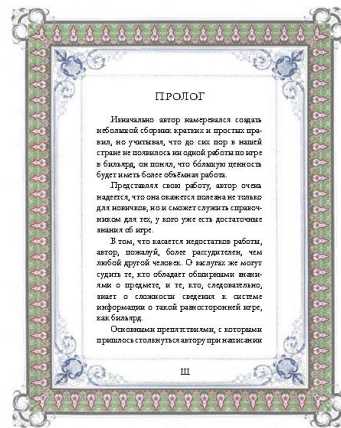 Пролог
Изначально автор намеревался создать
небольшой сборник кратких и простых пра-
вил, но учитывая, что до сих пор в нашей
стране не появилось ни одной работы по игре
в бильярд, он понял, что бо́льшую ценность
будет иметь более объёмная работа.
Представляя свою работу, автор очень
надеется, что она окажется полезна не только
для новичков, но и сможет служить справоч-
ником для тех, у кого уже есть достаточные
знания об игре.
В том, что касается недостатков работы,
автор, пожалуй, более рассудителен, чем
любой другой человек. О заслугах же могут
судить те, кто обладает обширными знани-
ями о предмете, и те, кто, следовательно,
знает о сложности сведения к системе
информации о такой разносторонней игре,
как бильярд.
Основными препятствиями, с которыми
пришлось столкнуться автору при написании
III